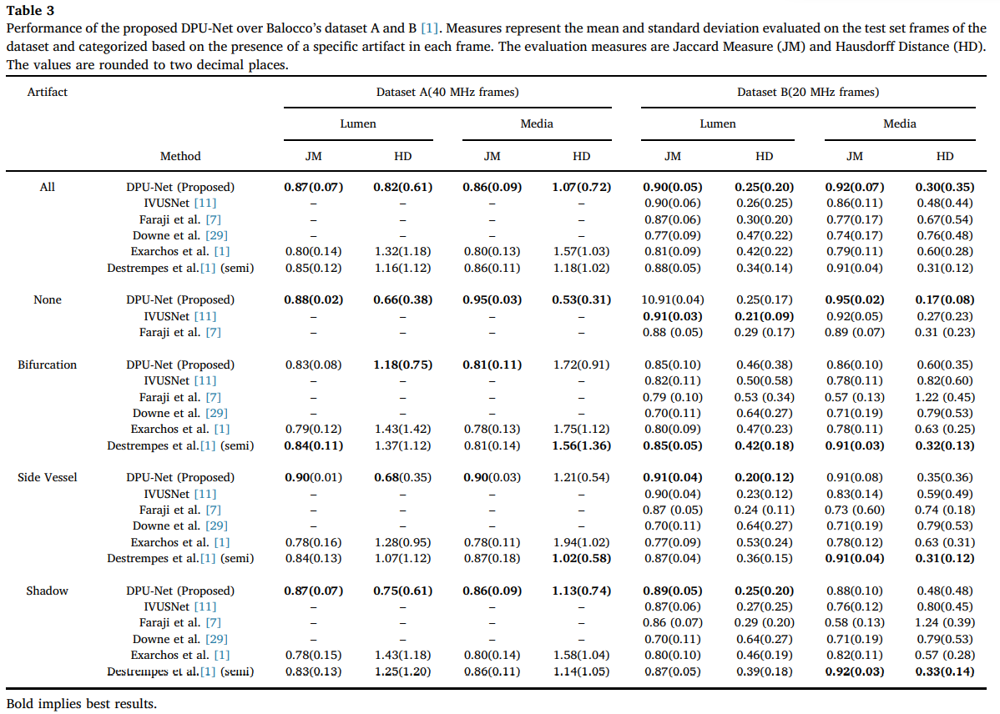 Table 3
Performance of the proposed DPU-Net over Balocco's dataset A and B [1]. Measures represent the mean and standard deviation evaluated on the test set frames of the
dataset and categorized based on the presence of a specific artifact in each frame. The evaluation measures are Jaccard Measure (JM) and Hausdorff Distance (HD).
The values are rounded to two decimal places.
Artifact Dataset A(40 MHz frames) Dataset B(20 MHz frames)
Lumen Media Lumen Media
Method JM HD JM HD JM HD JM HD
All DPU-Net (Proposed) 0.87(0.07) 0.82(0.61) 0.86(0.09) 1.07(0.72) 0.90(0.05) 0.25(0.20) 0.92(0.07) 0.30(0.35)
IVUSNet [11] – – – – 0.90(0.06) 0.26(0.25) 0.86(0.11) 0.48(0.44)
Faraji et al. [7] – – – – 0.87(0.06) 0.30(0.20) 0.77(0.17) 0.67(0.54)
Downe et al. [29] – – – – 0.77(0.09) 0.47(0.22) 0.74(0.17) 0.76(0.48)
Exarchos et al. [1] 0.80(0.14) 1.32(1.18) 0.80(0.13) 1.57(1.03) 0.81(0.09) 0.42(0.22) 0.79(0.11) 0.60(0.28)
Destrempes et al.[1] (semi) 0.85(0.12) 1.16(1.12) 0.86(0.11) 1.18(1.02) 0.88(0.05) 0.34(0.14) 0.91(0.04) 0.31(0.12)
None DPU-Net (Proposed) 0.88(0.02) 0.66(0.38) 0.95(0.03) 0.53(0.31) 10.91(0.04) 0.25(0.17) 0.95(0.02) 0.17(0.08)
IVUSNet [11] – – – – 0.91(0.03) 0.21(0.09) 0.92(0.05) 0.27(0.23)
Faraji et al. [7] – – – – 0.88 (0.05) 0.29 (0.17) 0.89 (0.07) 0.31 (0.23)
Bifurcation DPU-Net (Proposed) 0.83(0.08) 1.18(0.75) 0.81(0.11) 1.72(0.91) 0.85(0.10) 0.46(0.38) 0.86(0.10) 0.60(0.35)
IVUSNet [11] – – – – 0.82(0.11) 0.50(0.58) 0.78(0.11) 0.82(0.60)
Faraji et al. [7] – – – – 0.79 (0.10) 0.53 (0.34) 0.57 (0.13) 1.22 (0.45)
Downe et al. [29] – – – – 0.70(0.11) 0.64(0.27) 0.71(0.19) 0.79(0.53)
Exarchos et al. [1] 0.79(0.12) 1.43(1.42) 0.78(0.13) 1.75(1.12) 0.80(0.09) 0.47(0.23) 0.78(0.11) 0.63 (0.25)
Destrempes et al.[1] (semi) 0.84(0.11) 1.37(1.12) 0.81(0.14) 1.56(1.36) 0.85(0.05) 0.42(0.18) 0.91(0.03) 0.32(0.13)
Side Vessel DPU-Net (Proposed) 0.90(0.01) 0.68(0.35) 0.90(0.03) 1.21(0.54) 0.91(0.04) 0.20(0.12) 0.91(0.08) 0.35(0.36)
IVUSNet [11] – – – – 0.90(0.04) 0.23(0.12) 0.83(0.14) 0.59(0.49)
Faraji et al. [7] – – – – 0.87 (0.05) 0.24 (0.11) 0.73 (0.60) 0.74 (0.18)
Downe et al. [29] – – – – 0.70(0.11) 0.64(0.27) 0.71(0.19) 0.79(0.53)
Exarchos et al. [1] 0.78(0.16) 1.28(0.95) 0.78(0.11) 1.94(1.02) 0.77(0.09) 0.53(0.24) 0.78(0.12) 0.63 (0.31)
Destrempes et al.[1] (semi) 0.84(0.13) 1.07(1.12) 0.87(0.18) 1.02(0.58) 0.87(0.04) 0.36(0.15) 0.91(0.04) 0.31(0.12)
Shadow DPU-Net (Proposed) 0.87(0.07) 0.75(0.61) 0.86(0.09) 1.13(0.74) 0.89(0.05) 0.25(0.20) 0.88(0.10) 0.48(0.48)
IVUSNet [11] – – – – 0.87(0.06) 0.27(0.25) 0.76(0.12) 0.80(0.45)
Faraji et al. [7] – – – – 0.86 (0.07) 0.29 (0.20) 0.58 (0.13) 1.24 (0.39)
Downe et al. [29] – – – – 0.70(0.11) 0.64(0.27) 0.71(0.19) 0.79(0.53)
Exarchos et al. [1] 0.78(0.15) 1.43(1.18) 0.80(0.14) 1.58(1.04) 0.80(0.10) 0.46(0.19) 0.82(0.11) 0.57 (0.28)
Destrempes et al.[1] (semi) 0.83(0.13) 1.25(1.20) 0.86(0.11) 1.14(1.05) 0.87(0.05) 0.39(0.18) 0.92(0.03) 0.33(0.14)
Bold implies best results.